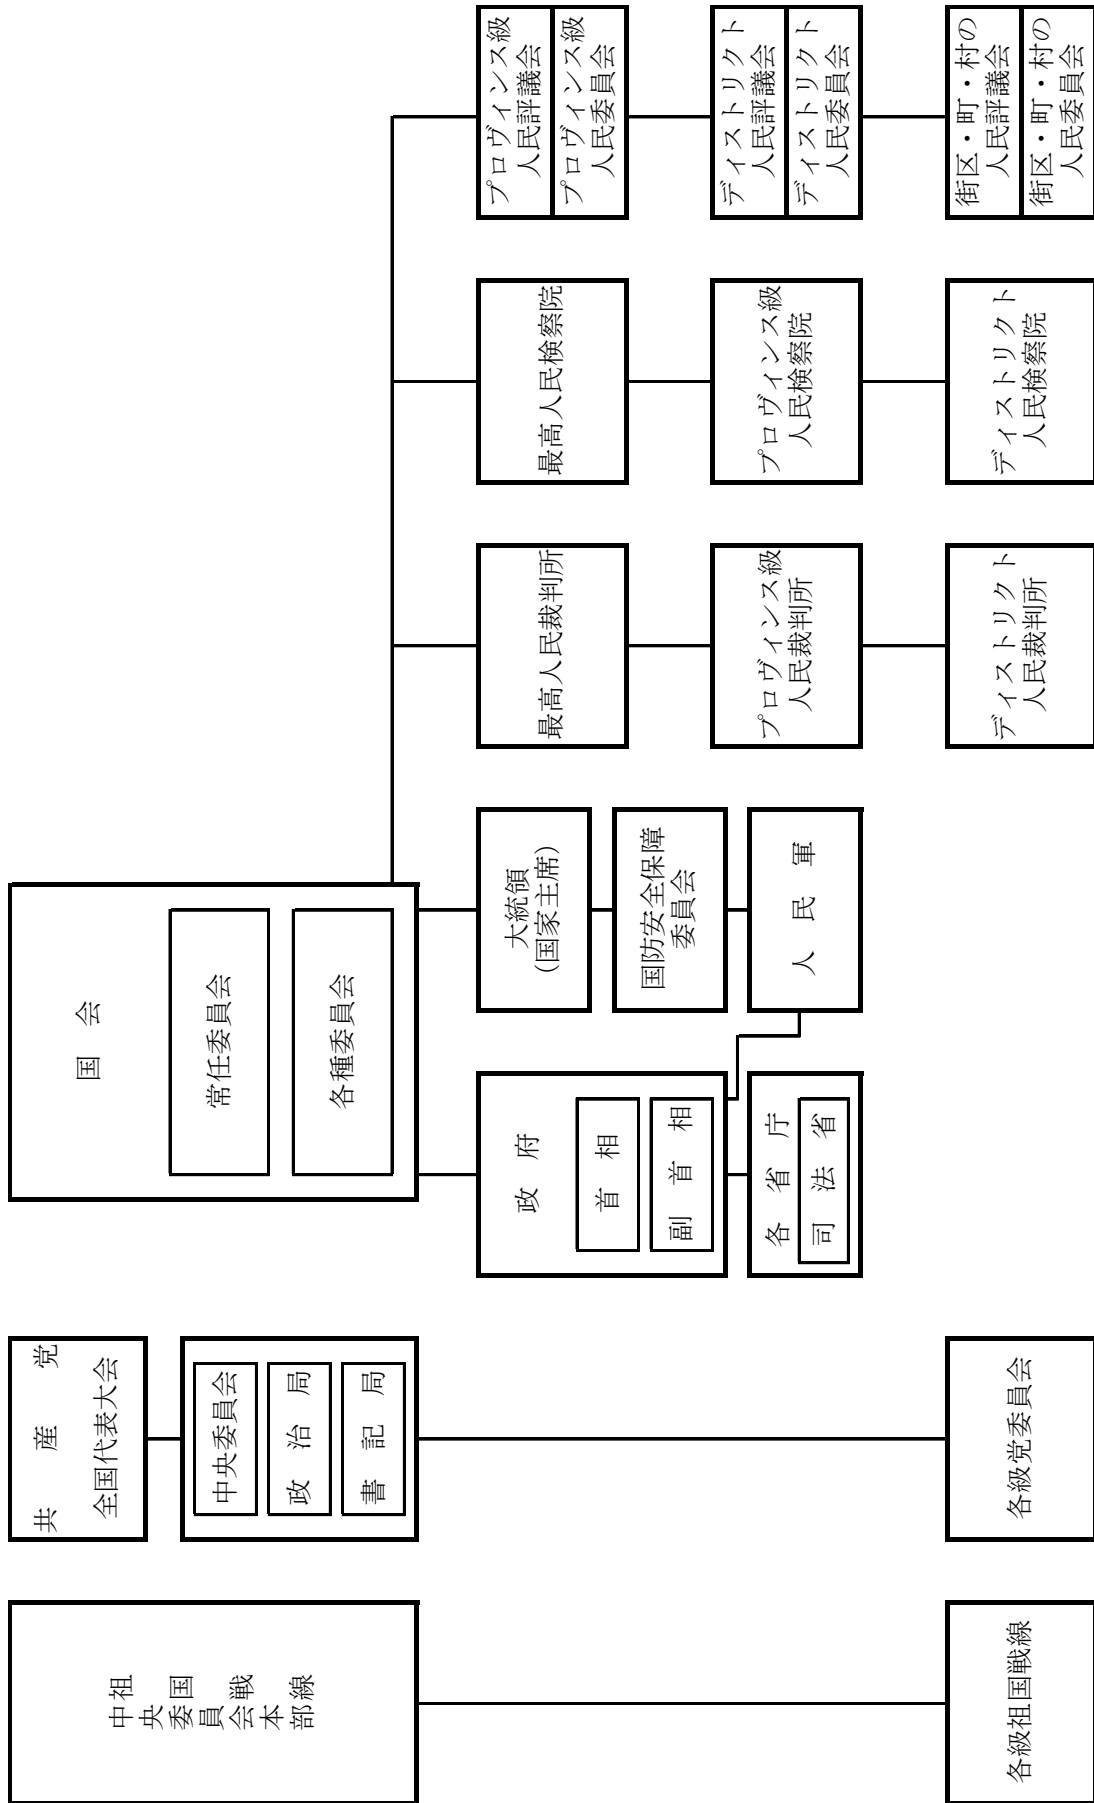 祖国戦線
中央委員会本部
共産党
全国代表大会
中央委員会
政治局
書記局
国会
常任委員会
各種委員会
政府
首相
副首相
各省庁
司法省
大統領
(国家主席)
国防安全保障
委員会
人民軍
最高人民裁判所
プロヴィンス級
人民裁判所
ディストリクト
人民裁判所
最高人民検察院
プロヴィンス級
人民検察院
ディストリクト
人民検察院
プロヴィンス級
人民評議会
プロヴィンス級
人民委員会
ディストリクト
人民評議会
ディストリクト
人民委員会
街区・町・村の
人民評議会
街区・町・村の
人民委員会
各級党委員会
各級祖国戦線